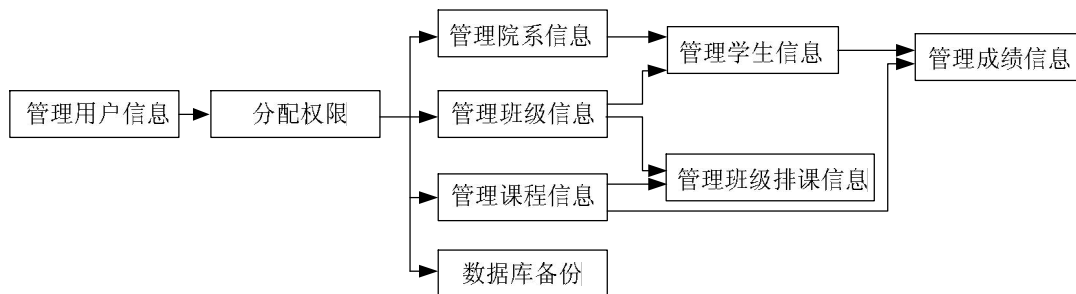 管理院系信息
管理学生信息
管理成绩信息
管理用户信息
分配权限
管理班级信息
管理课程信息
管理班级排课信息
数据库备份